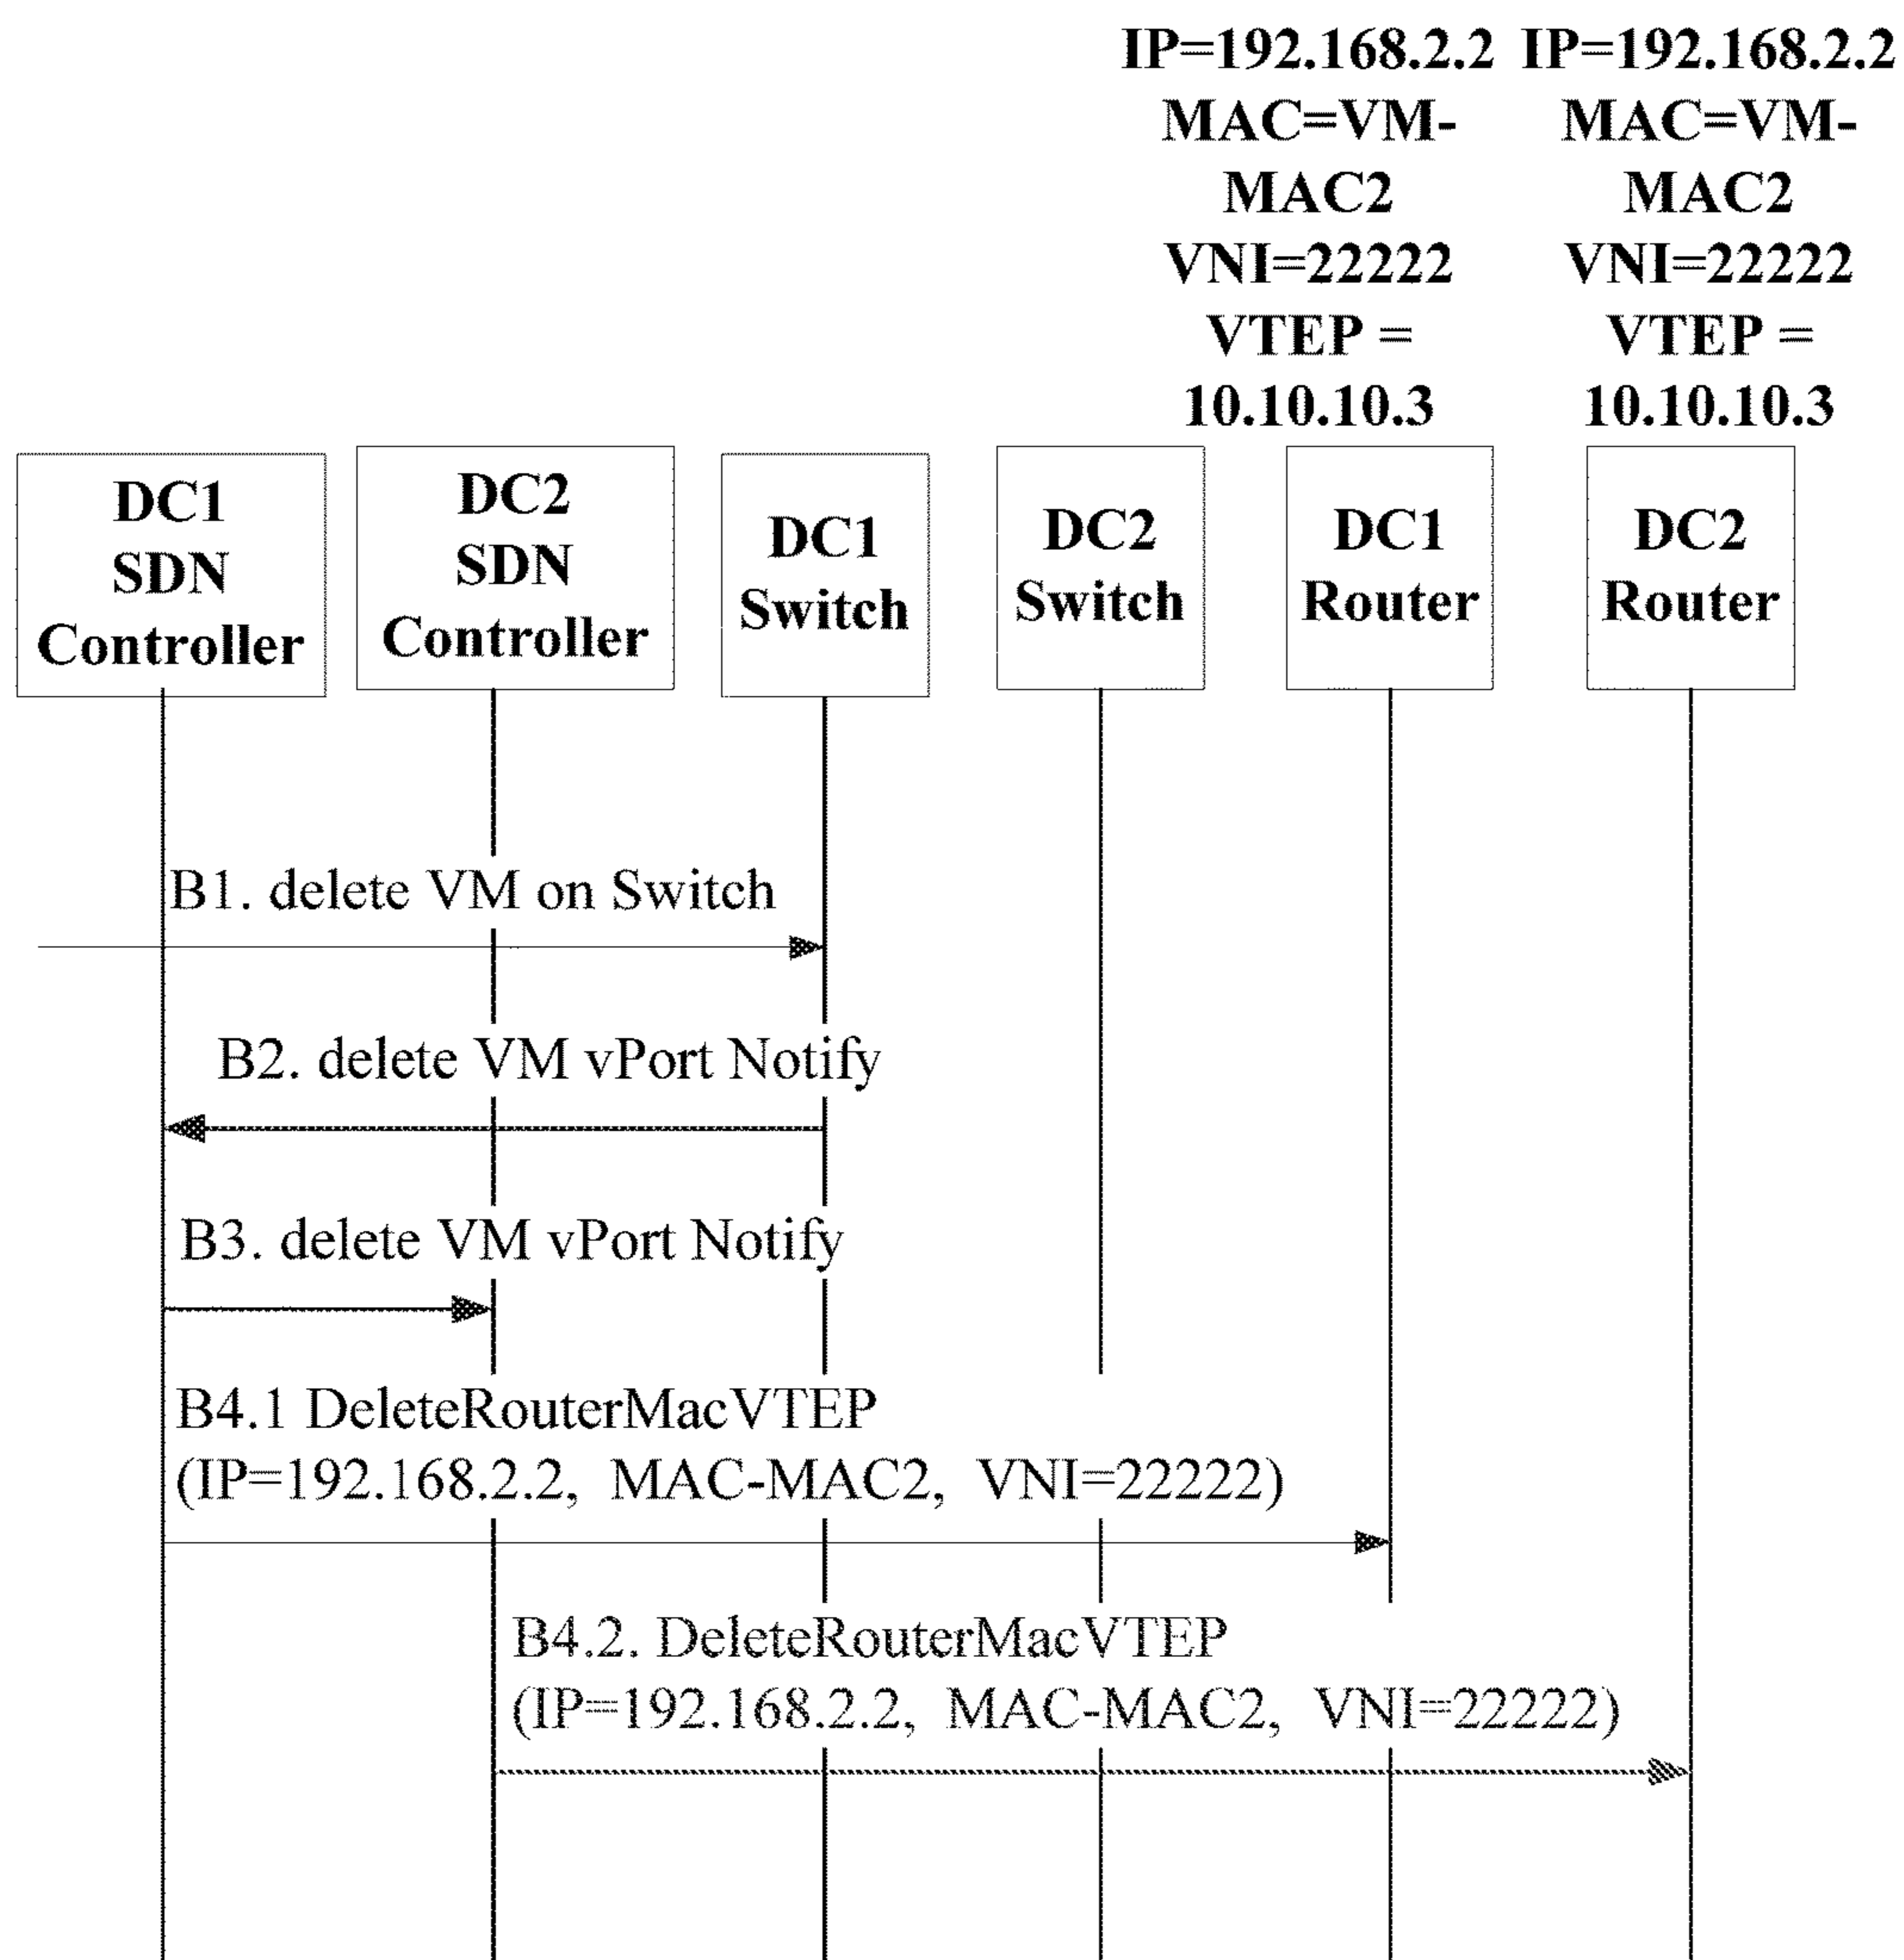 IP=192.168.2.2
MAC=VM-
MAC2
VNI=22222
VTEP =
10.10.10.3
IP=192.168.2.2
MAC=VM-
MAC2
VNI=22222
VTEP =
10.10.10.3
DC1
SDN
Controller
DC2
SDN
Controller
DC1
Switch
DC2
Switch
DC1
Router
DC2
Router
B1. delete VM on Switch
B2. delete VM vPort Notify
B3. delete VM vPort Notify
B4.1 DeleteRouterMacVTEP
(IP=192.168.2.2, MAC-MAC2, VNI=22222)
B4.2. DeleteRouterMacVTEP
(IP=192.168.2.2, MAC-MAC2, VNI=22222)